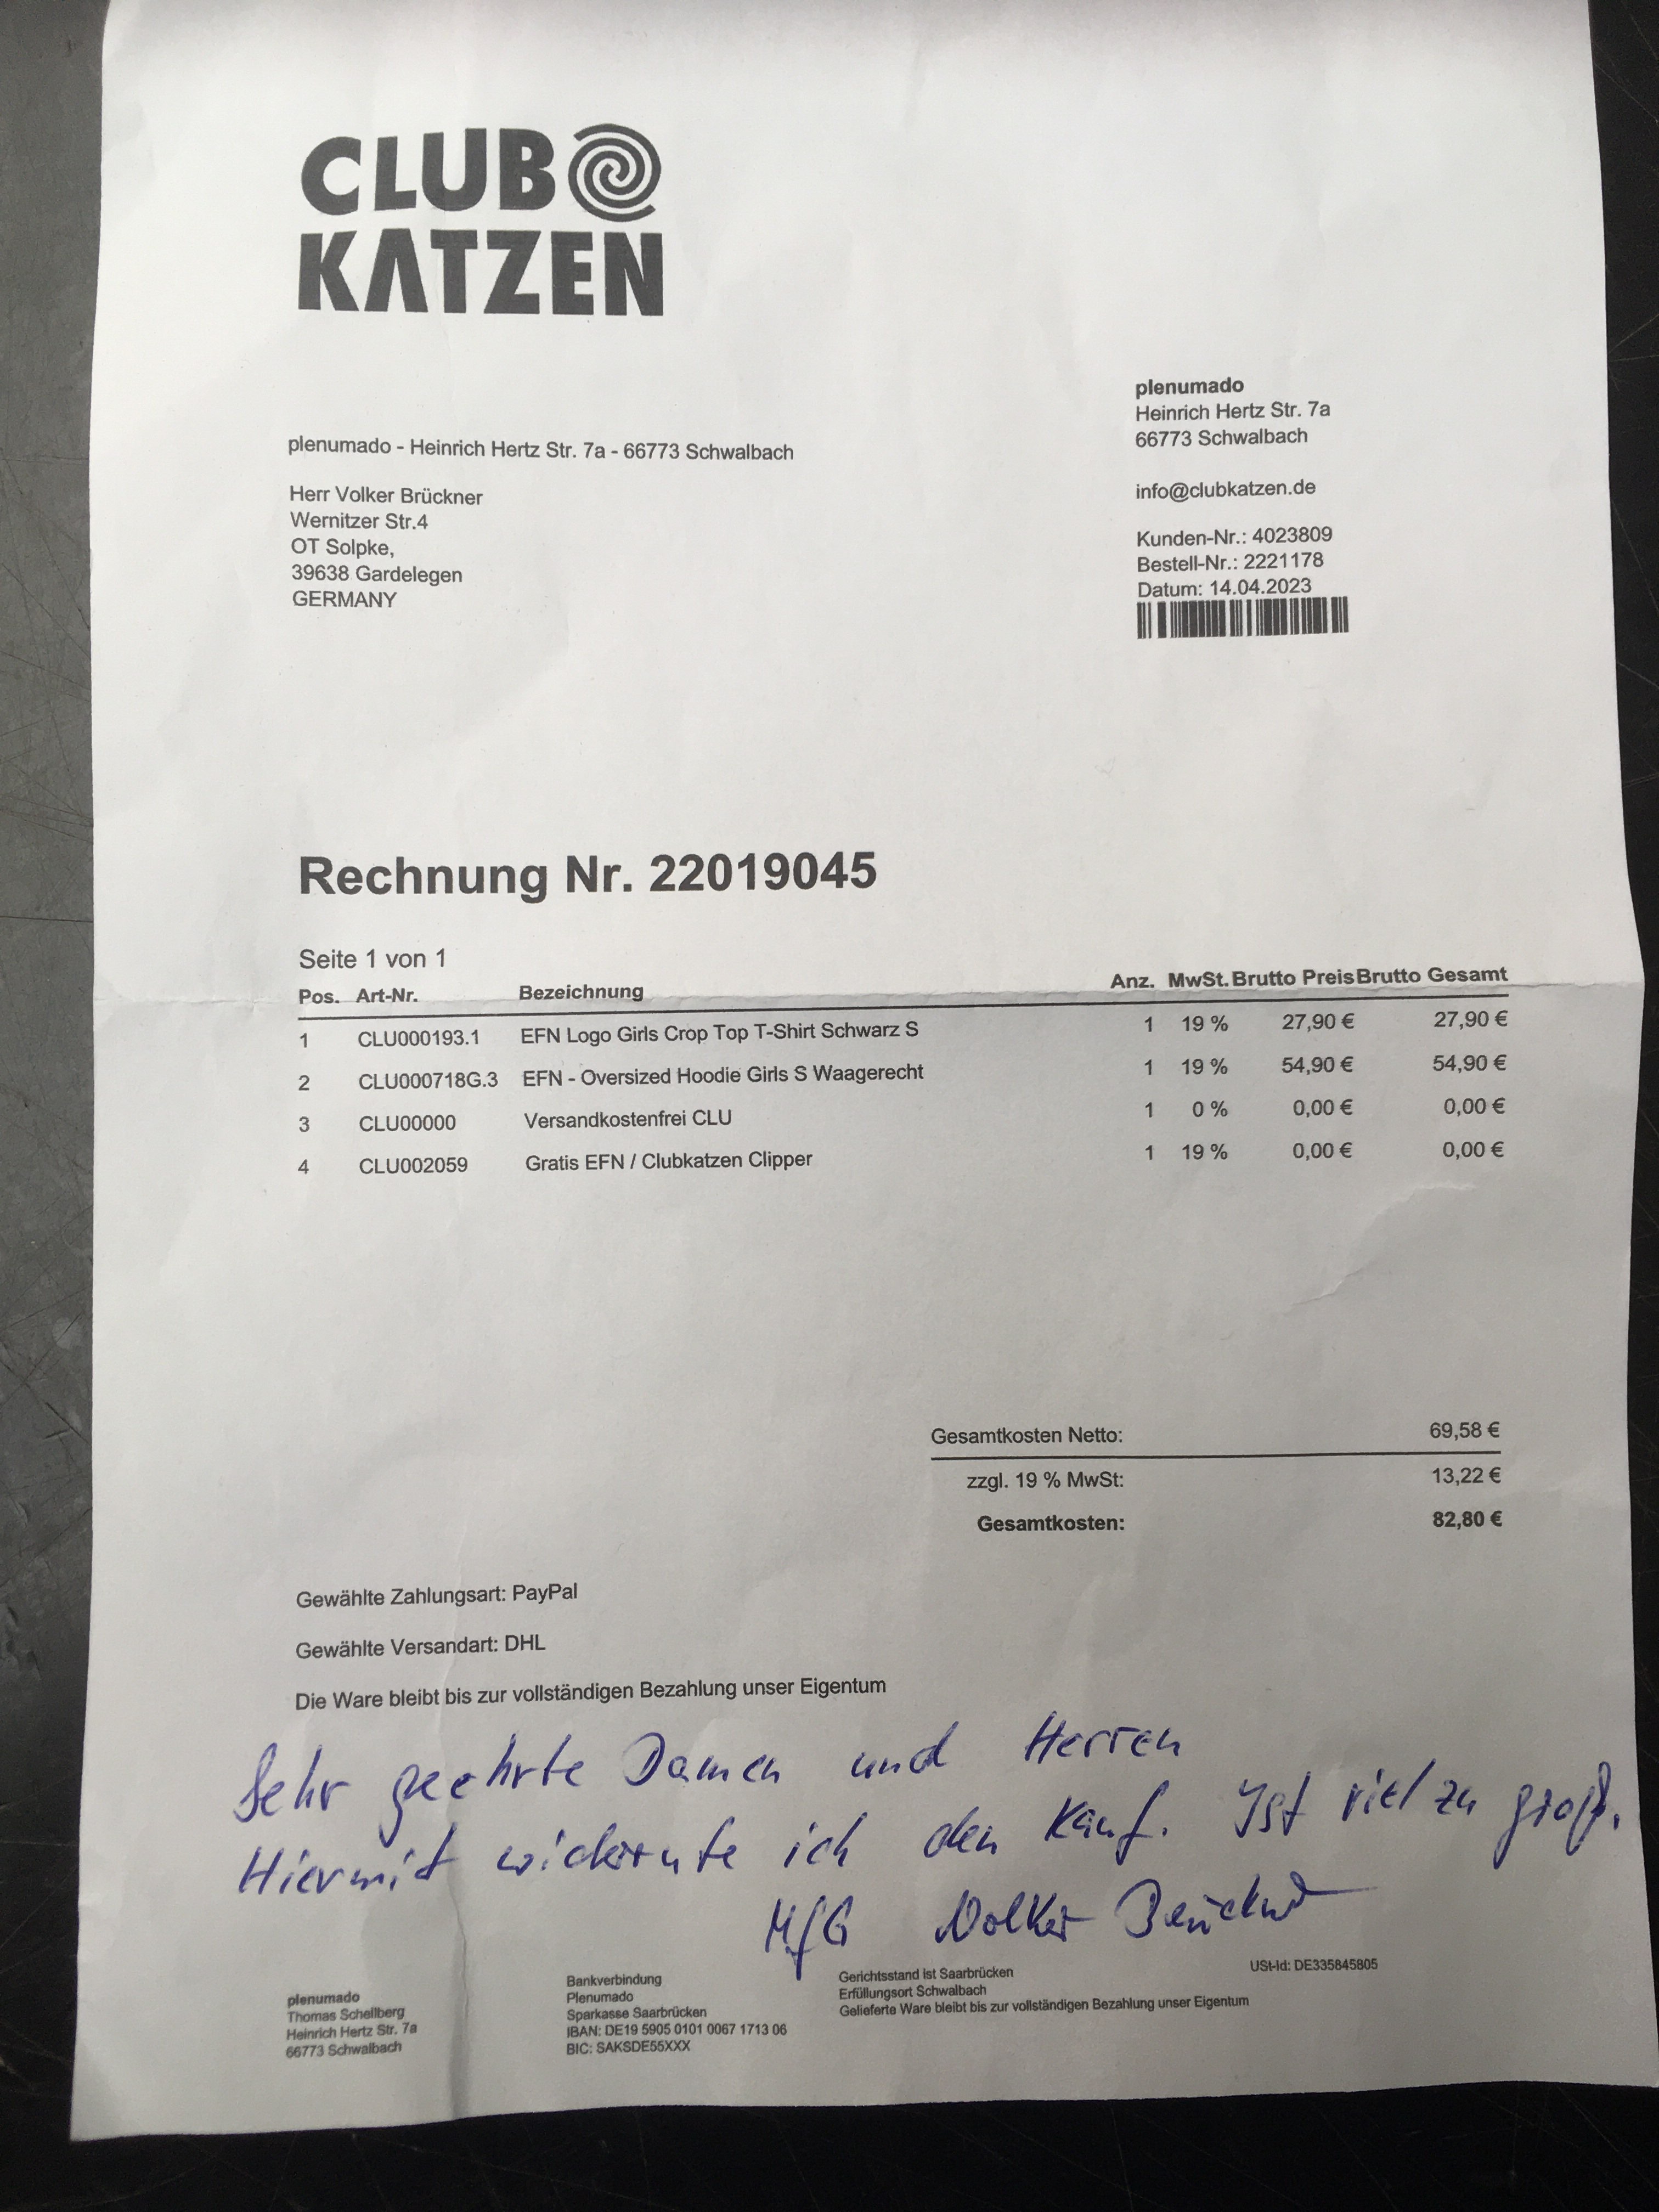 CLUB
KATZEN
plenumado
Heinrich Hertz Str. 7a
66773 Schwalbach
plenumado - Heinrich Hertz Str. 7a - 66773 Schwalbach
info@clubkatzen.de
Herr Volker Brückner
Wernitzer Str.4
OT Solpke,
39638 Gardelegen
GERMANY
Kunden-Nr.: 4023809
Bestell-Nr.: 2221178
Datum: 14.04.2023
Rechnung Nr. 22019045
Seite 1 von 1
Pos. Art-Nr. Bezeichnung Anz. MwSt. Brutto Preis Brutto Gesamt
1 CLU000193.1 EFN Logo Girls Crop Top T-Shirt Schwarz S 1 19 % 27,90 € 27,90 €
2 CLU000718G.3 EFN - Oversized Hoodie Girls S Waagerecht 1 19 % 54,90 € 54,90 €
3 CLU00000 Versandkostenfrei CLU 1 0 % 0,00 € 0,00 €
4 CLU002059 Gratis EFN / Clubkatzen Clipper 1 19 % 0,00 € 0,00 €
Gesamtkosten Netto: 69,58 €
zzgl. 19 % MwSt: 13,22 €
Gesamtkosten: 82,80 €
Gewählte Zahlungsart: PayPal
Gewählte Versandart: DHL
Die Ware bleibt bis zur vollständigen Bezahlung unser Eigentum
Sehr geehrte Damen und Herren
Hiermit widerrufe ich den Kauf. Ist viel zu groß.
MfG Volker Brückner
plenumado
Thomas Schellberg
Heinrich Hertz Str. 7a
66773 Schwalbach
Bankverbindung
Plenumado
Sparkasse Saarbrücken
IBAN: DE19 5905 0101 0067 1713 06
BIC: SAKSDE55XXX
Gerichtsstand ist Saarbrücken
Erfüllungsort Schwalbach
Gelieferte Ware bleibt bis zur vollständigen Bezahlung unser Eigentum
USt-Id: DE335845805